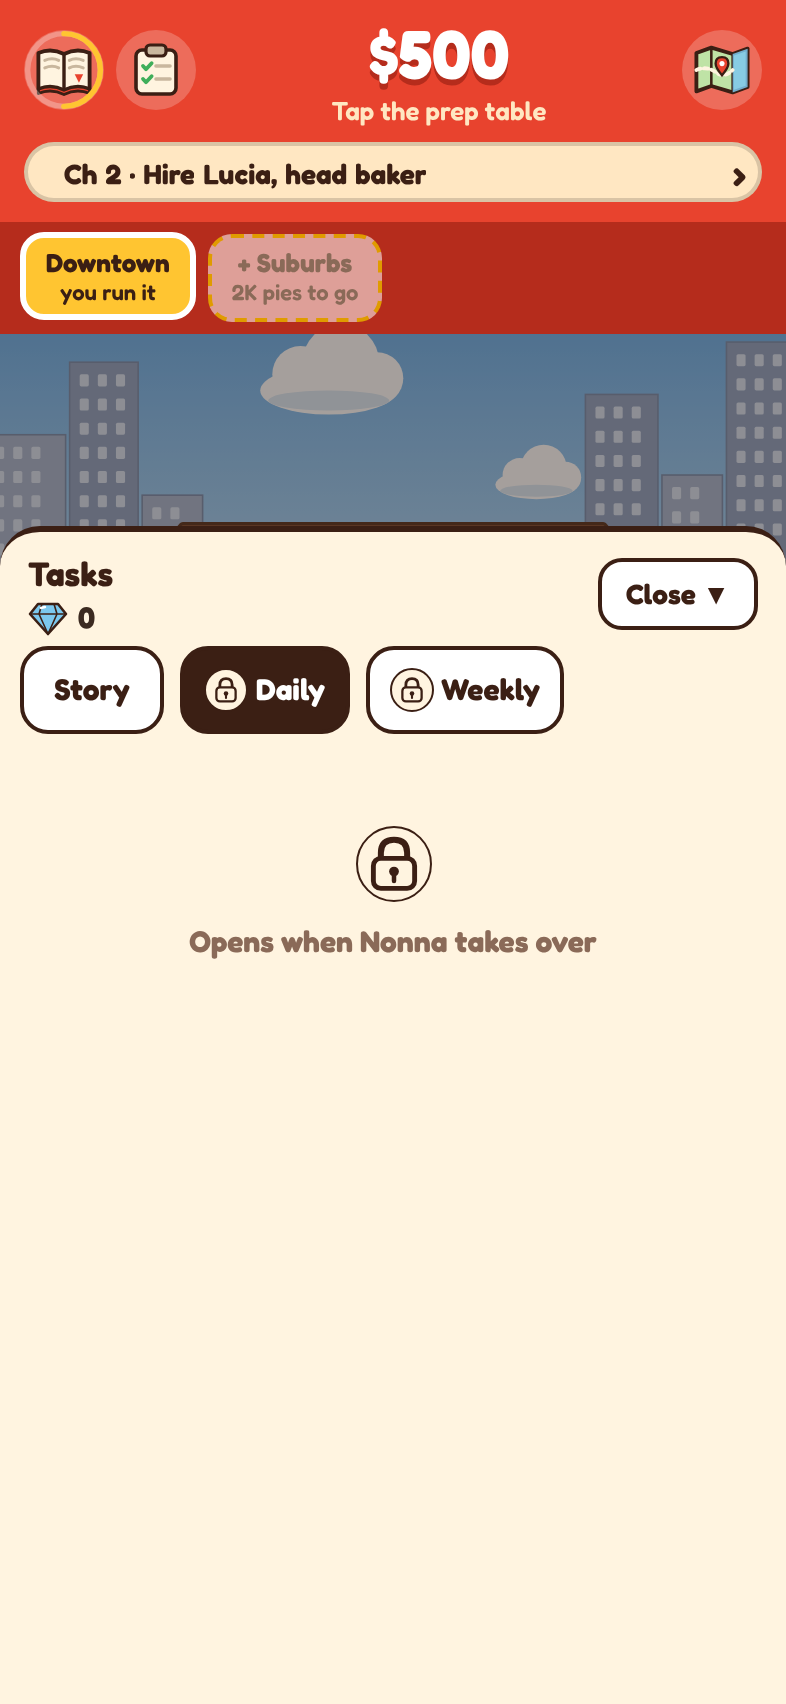 $500
Tap the prep table
Ch 2 · Hire Lucia, head baker
Downtown
you run it
+ Suburbs
2K pies to go
Tasks
0
Close ▼
Story
Daily
Weekly
Opens when Nonna takes over